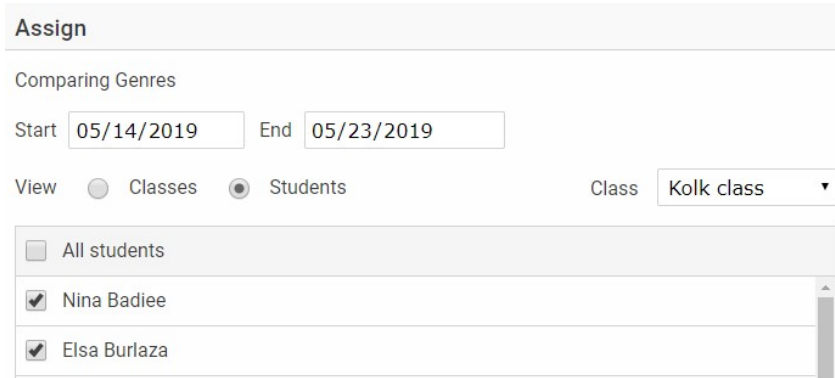 Assign
Comparing Genres
Start 05/14/2019 End 05/23/2019
View Classes Students Class Kolk class
All students
Nina Badiee
Elsa Burlaza